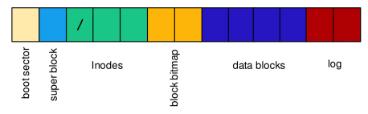 /
boot sector
super block
Inodes
block bitmap
data blocks
log